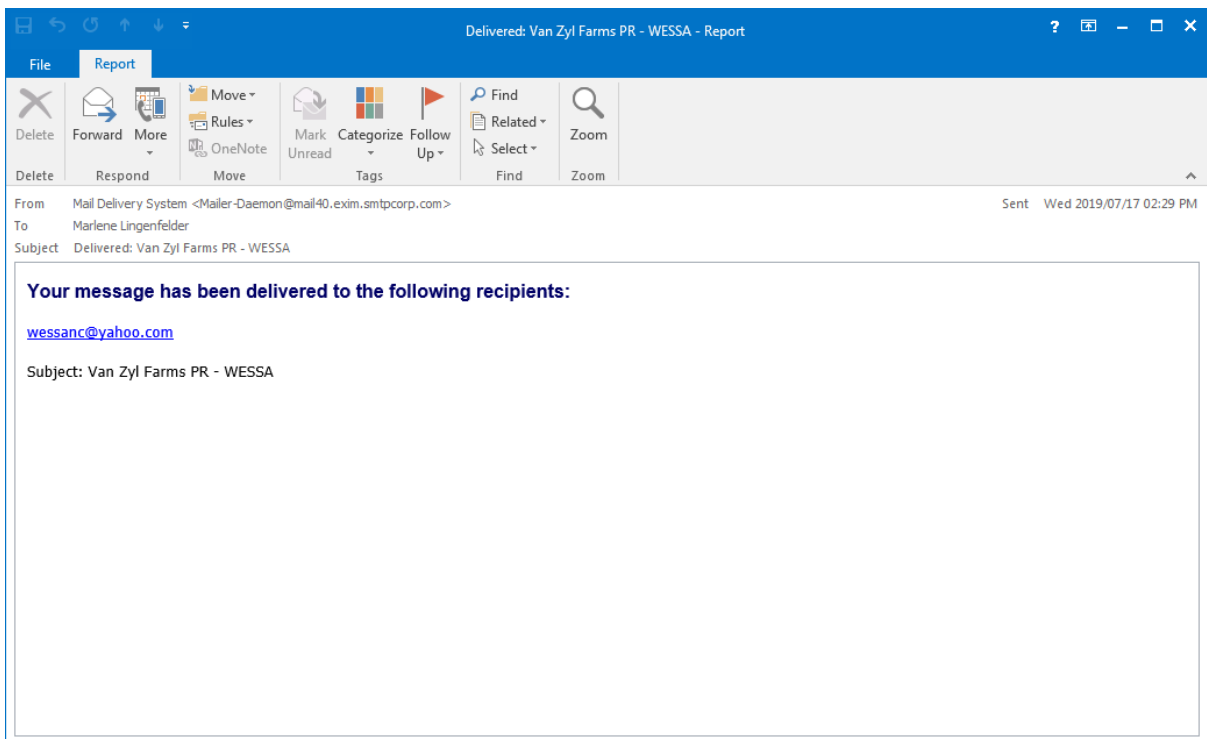 Delivered: Van Zyl Farms PR - WESSA - Report
?
File Report
Delete
Forward
More
Move
Rules
OneNote
Mark Unread
Categorize
Follow Up
Find
Related
Select
Zoom
Delete Respond Move Tags Find Zoom
From Mail Delivery System <Mailer-Daemon@mail40.exim.smtpcorp.com> Sent Wed 2019/07/17 02:29 PM
To Marlene Lingenfelder
Subject Delivered: Van Zyl Farms PR - WESSA
Your message has been delivered to the following recipients:
wessanc@yahoo.com
Subject: Van Zyl Farms PR - WESSA